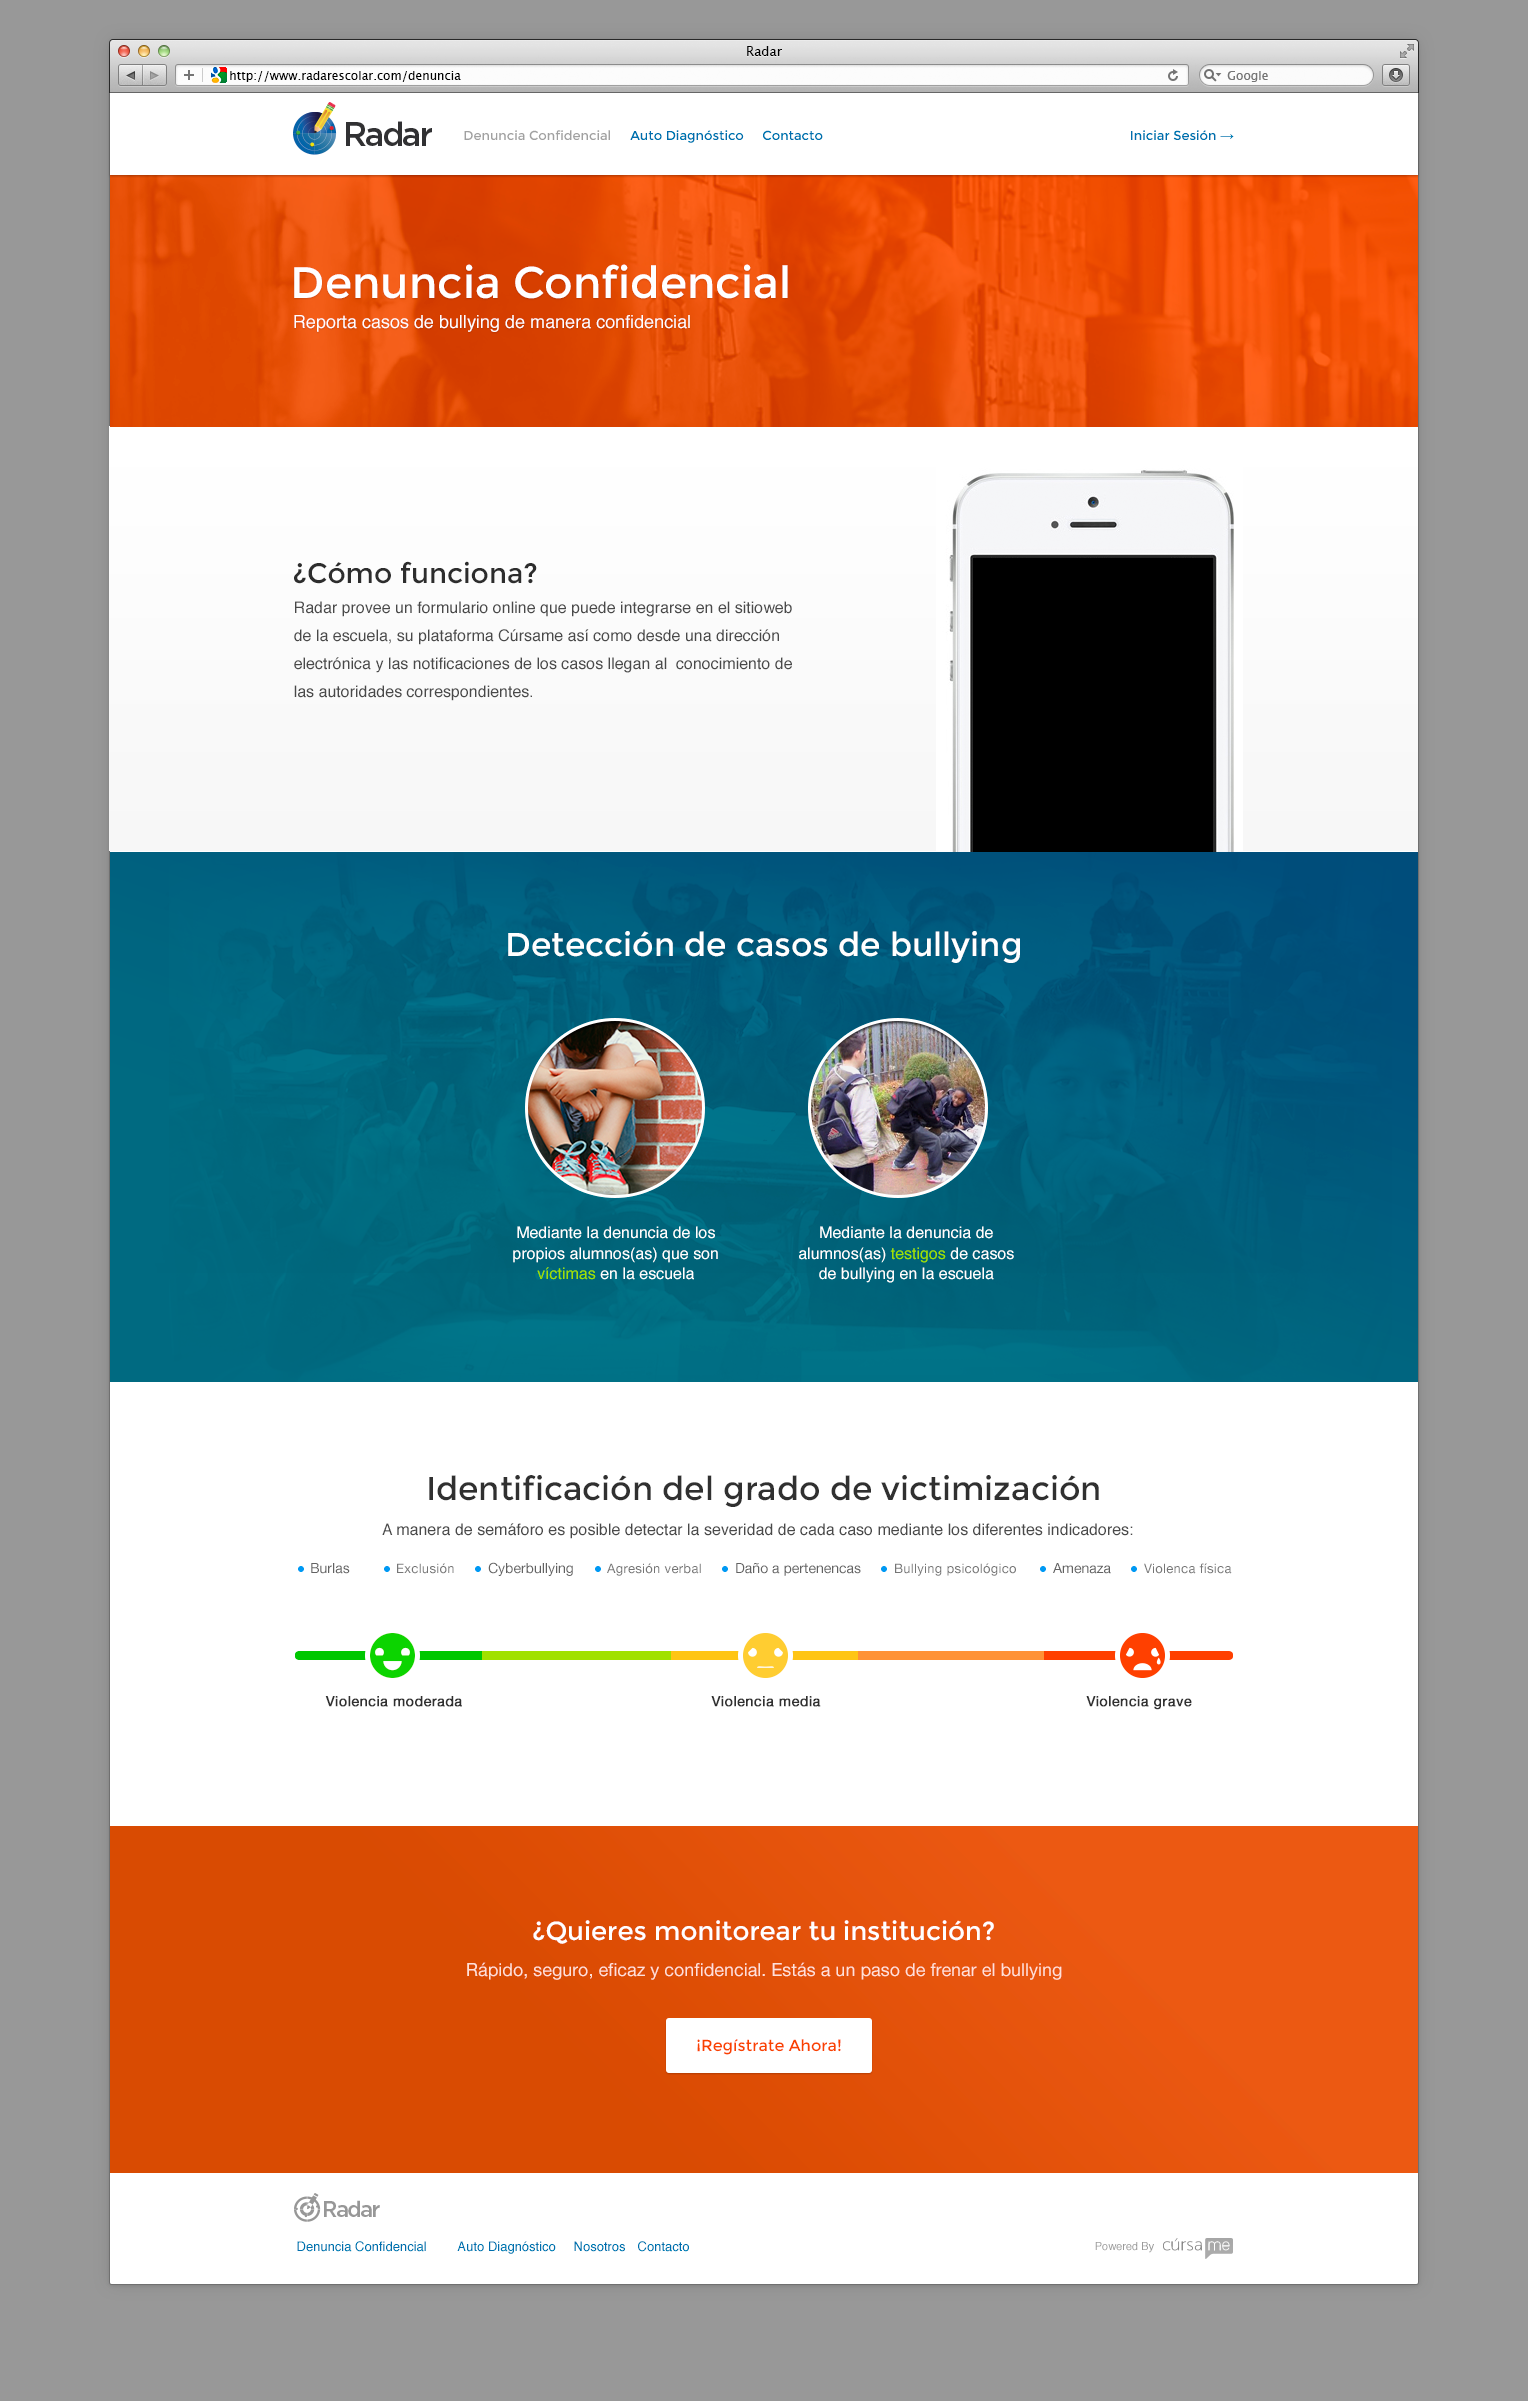 Radar
http://www.radarescolar.com/denuncia
Google
Radar
Denuncia Confidencial
Auto Diagnóstico
Contacto
Iniciar Sesión →
Denuncia Confidencial
Reporta casos de bullying de manera confidencial
¿Cómo funciona?
Radar provee un formulario online que puede integrarse en el sitioweb
de la escuela, su plataforma Cúrsame así como desde una dirección
electrónica y las notificaciones de los casos llegan al conocimiento de
las autoridades correspondientes.
Detección de casos de bullying
Mediante la denuncia de los
propios alumnos(as) que son
víctimas en la escuela
Mediante la denuncia de
alumnos(as) testigos de casos
de bullying en la escuela
Identificación del grado de victimización
A manera de semáforo es posible detectar la severidad de cada caso mediante los diferentes indicadores:
• Burlas • Exclusión • Cyberbullying • Agresión verbal • Daño a pertenencas • Bullying psicológico • Amenaza • Violenca física
Violencia moderada
Violencia media
Violencia grave
¿Quieres monitorear tu institución?
Rápido, seguro, eficaz y confidencial. Estás a un paso de frenar el bullying
¡Regístrate Ahora!
Radar
Denuncia Confidencial
Auto Diagnóstico
Nosotros
Contacto
Powered By cúrsame